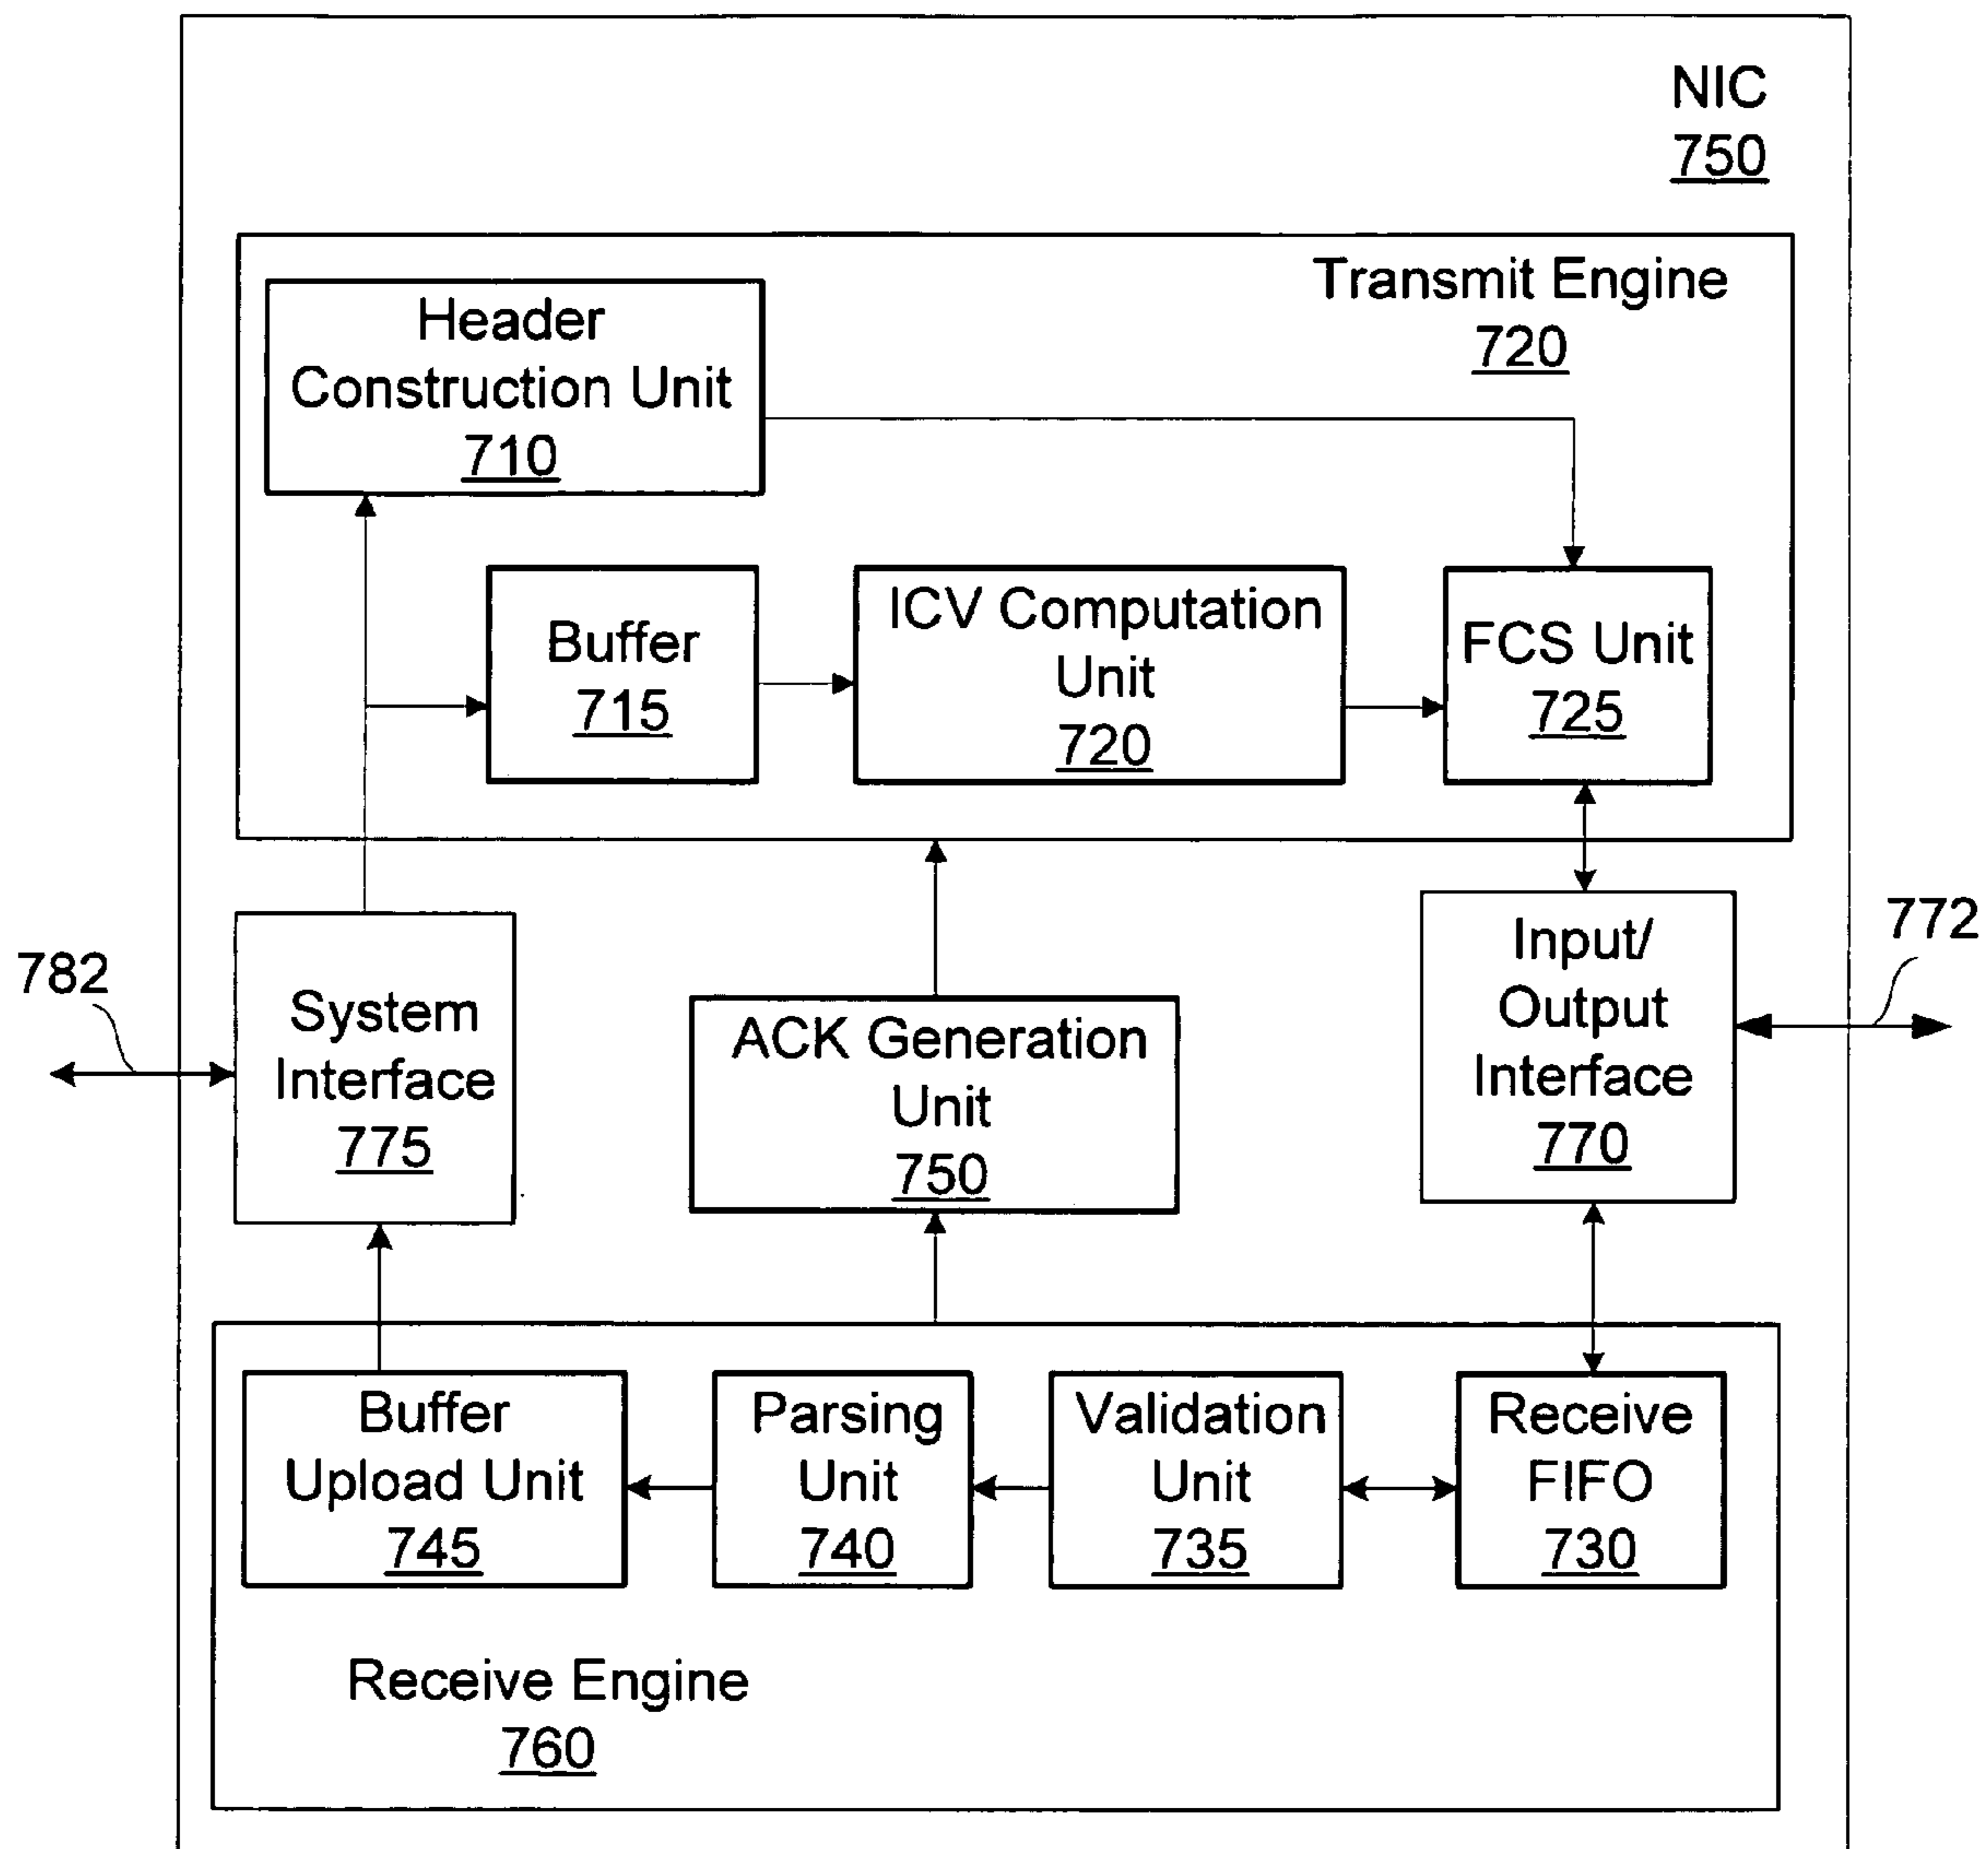 NIC
750
Transmit Engine
720
Header
Construction Unit
710
Buffer
715
ICV Computation
Unit
720
FCS Unit
725
782
System
Interface
775
ACK Generation
Unit
750
Input/
Output
Interface
770
772
Buffer
Upload Unit
745
Parsing
Unit
740
Validation
Unit
735
Receive
FIFO
730
Receive Engine
760